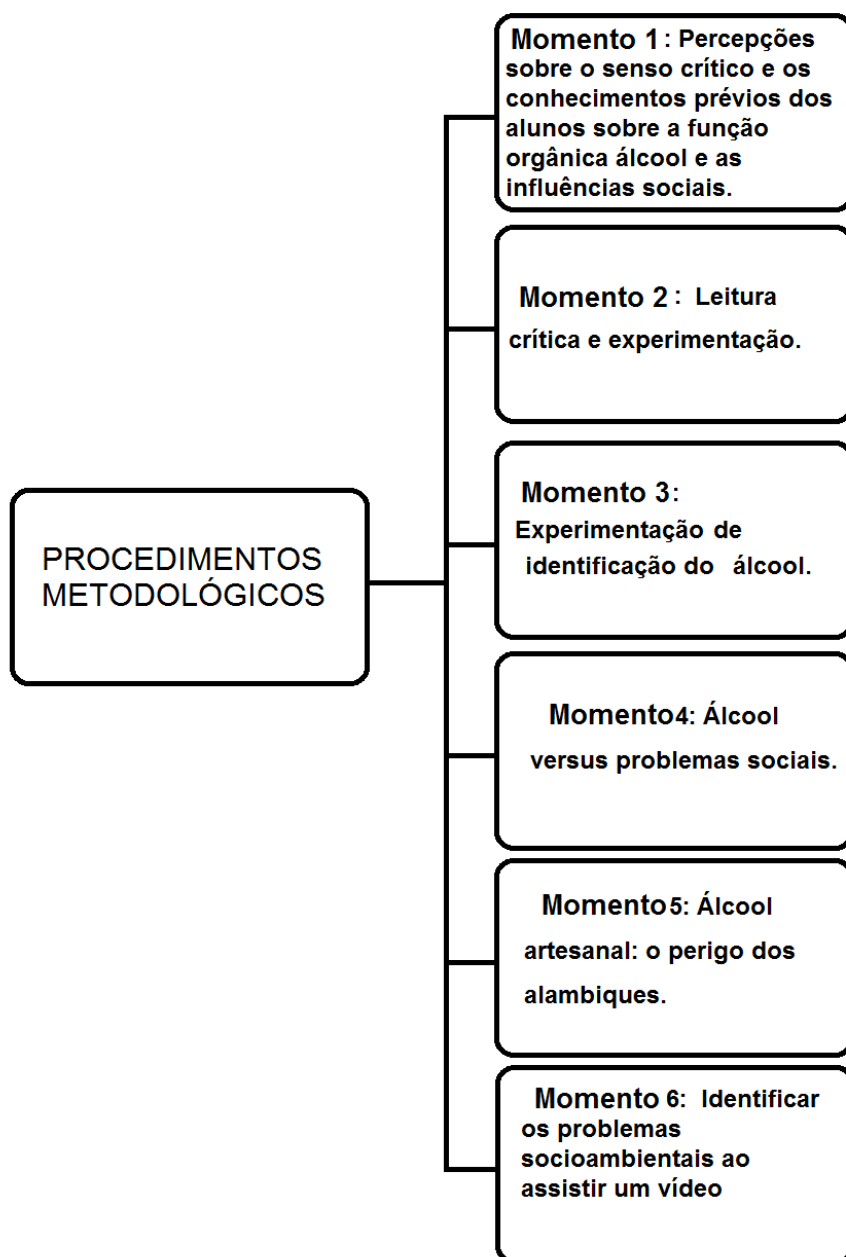 PROCEDIMENTOS
METODOLÓGICOS
Momento 1: Percepções
sobre o senso crítico e os
conhecimentos prévios dos
alunos sobre a função
orgânica álcool e as
influências sociais.
Momento 2: Leitura
crítica e experimentação.
Momento 3:
Experimentação de
identificação do álcool.
Momento4: Álcool
versus problemas sociais.
Momento5: Álcool
artesanal: o perigo dos
alambiques.
Momento 6: Identificar
os problemas
socioambientais ao
assistir um vídeo